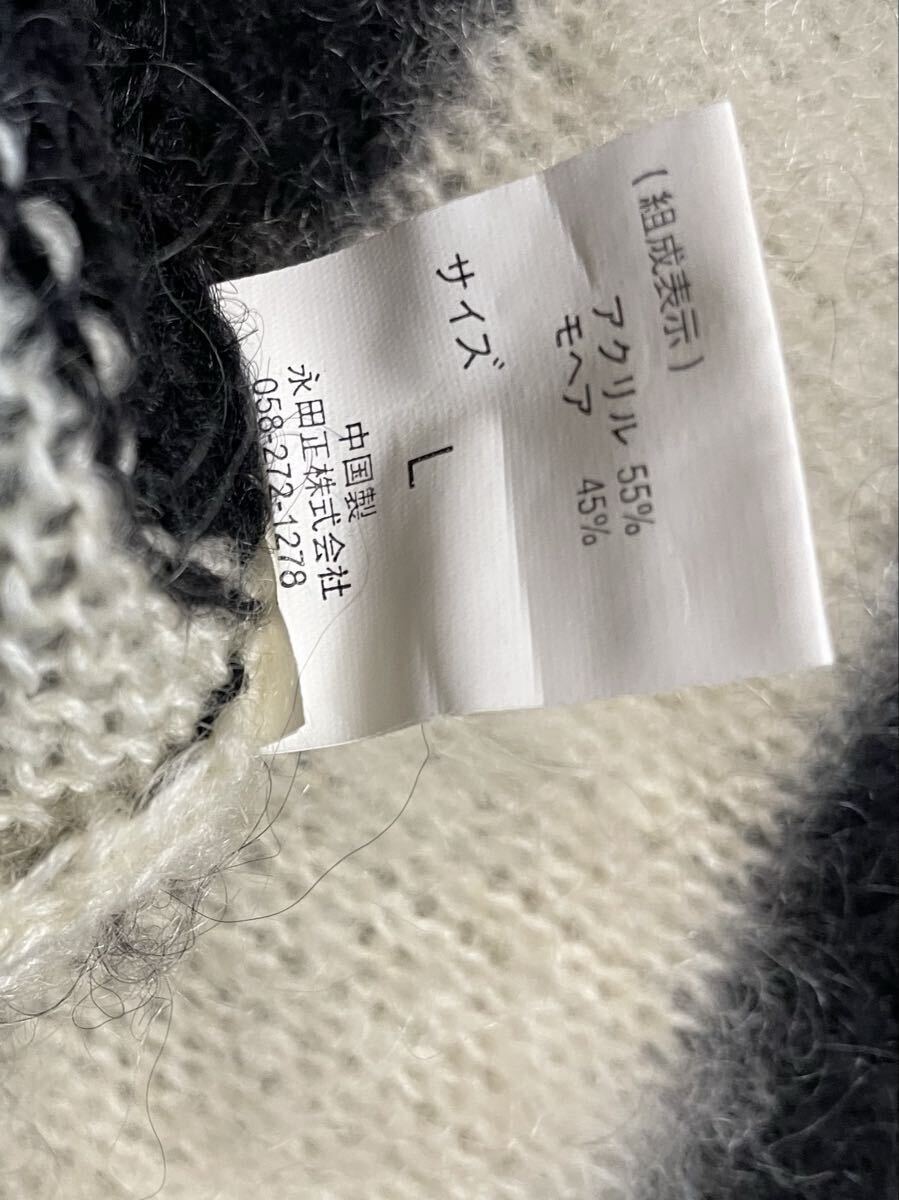 (組成表示)
アクリル 55%
モヘア 45%
サイズ
L
中国製
永田正株式会社
058-272-1278